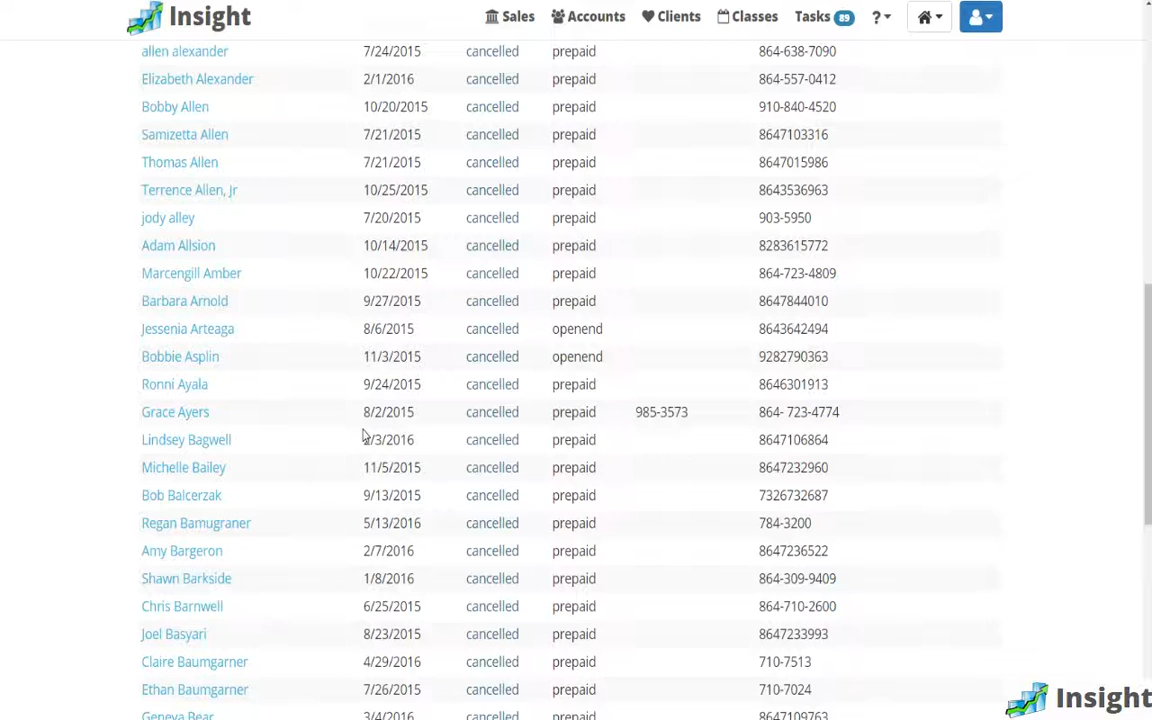 Insight Sales Accounts Clients Classes Tasks 89 ?
allen alexander 7/24/2015 cancelled prepaid 864-638-7090
Elizabeth Alexander 2/1/2016 cancelled prepaid 864-557-0412
Bobby Allen 10/20/2015 cancelled prepaid 910-840-4520
Samizetta Allen 7/21/2015 cancelled prepaid 8647103316
Thomas Allen 7/21/2015 cancelled prepaid 8647015986
Terrence Allen, Jr 10/25/2015 cancelled prepaid 8643536963
jody alley 7/20/2015 cancelled prepaid 903-5950
Adam Allsion 10/14/2015 cancelled prepaid 8283615772
Marcengill Amber 10/22/2015 cancelled prepaid 864-723-4809
Barbara Arnold 9/27/2015 cancelled prepaid 8647844010
Jessenia Arteaga 8/6/2015 cancelled openend 8643642494
Bobbie Asplin 11/3/2015 cancelled openend 9282790363
Ronni Ayala 9/24/2015 cancelled prepaid 8646301913
Grace Ayers 8/2/2015 cancelled prepaid 985-3573 864- 723-4774
Lindsey Bagwell cancelled prepaid 8647106864
Michelle Bailey 11/5/2015 cancelled prepaid 8647232960
Bob Balcerzak 9/13/2015 cancelled prepaid 7326732687
Regan Bamugraner 5/13/2016 cancelled prepaid 784-3200
Amy Bargeron 2/7/2016 cancelled prepaid 8647236522
Shawn Barkside 1/8/2016 cancelled prepaid 864-309-9409
Chris Barnwell 6/25/2015 cancelled prepaid 864-710-2600
Joel Basyari 8/23/2015 cancelled prepaid 8647233993
Claire Baumgarner 4/29/2016 cancelled prepaid 710-7513
Ethan Baumgarner 7/26/2015 cancelled prepaid 710-7024
Geneva Bear 3/4/2016 cancelled prepaid 8647109763
Insight